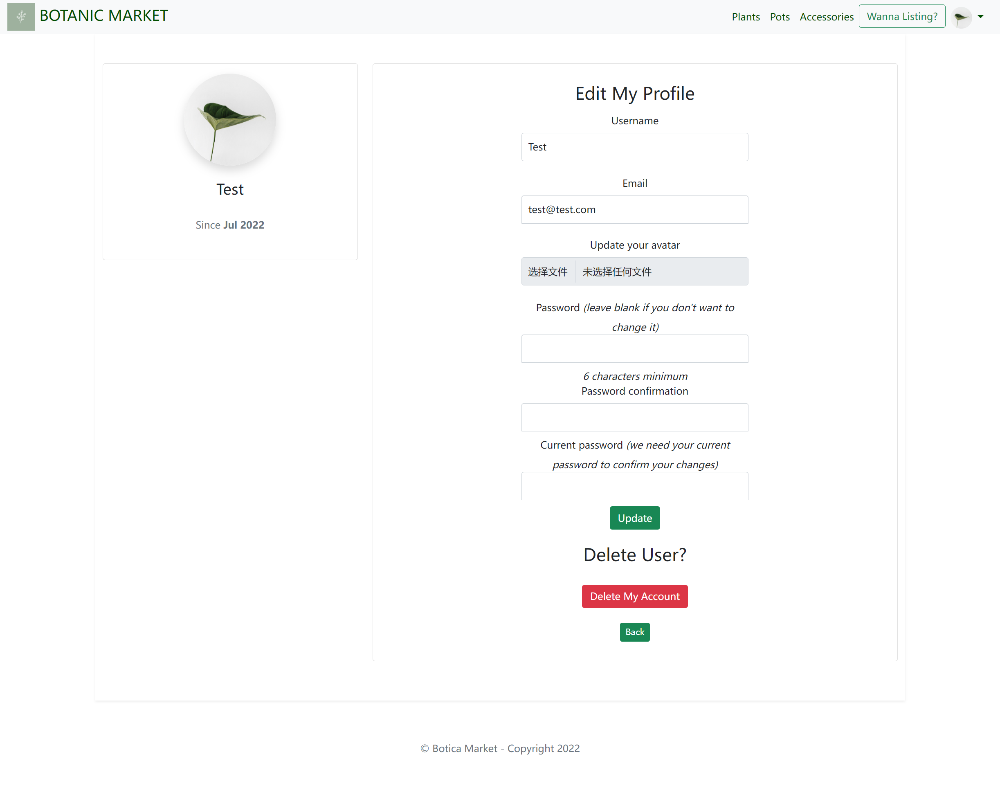 BOTANIC MARKET
Plants Pots Accessories Wanna Listing?
Test
Since Jul 2022
Edit My Profile
Username
Test
Email
test@test.com
Update your avatar
选择文件 未选择任何文件
Password (leave blank if you don't want to
change it)
6 characters minimum
Password confirmation
Current password (we need your current
password to confirm your changes)
Update
Delete User?
Delete My Account
Back
© Botica Market - Copyright 2022